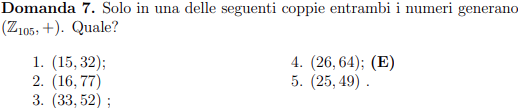 Domanda 7. Solo in una delle seguenti coppie entrambi i numeri generano
(ℤ₁₀₅, +). Quale?
1. (15, 32);
2. (16, 77)
3. (33, 52) ;
4. (26, 64); (E)
5. (25, 49) .